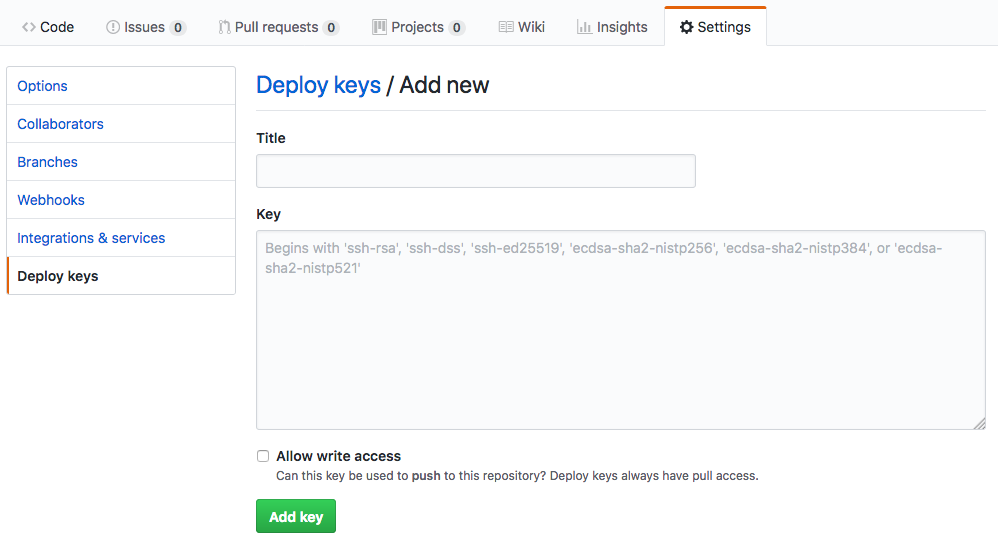 Code Issues 0 Pull requests 0 Projects 0 Wiki Insights Settings
Options
Collaborators
Branches
Webhooks
Integrations & services
Deploy keys
Deploy keys / Add new
Title
Key
Begins with 'ssh-rsa', 'ssh-dss', 'ssh-ed25519', 'ecdsa-sha2-nistp256', 'ecdsa-sha2-nistp384', or 'ecdsa-
sha2-nistp521'
Allow write access
Can this key be used to push to this repository? Deploy keys always have pull access.
Add key